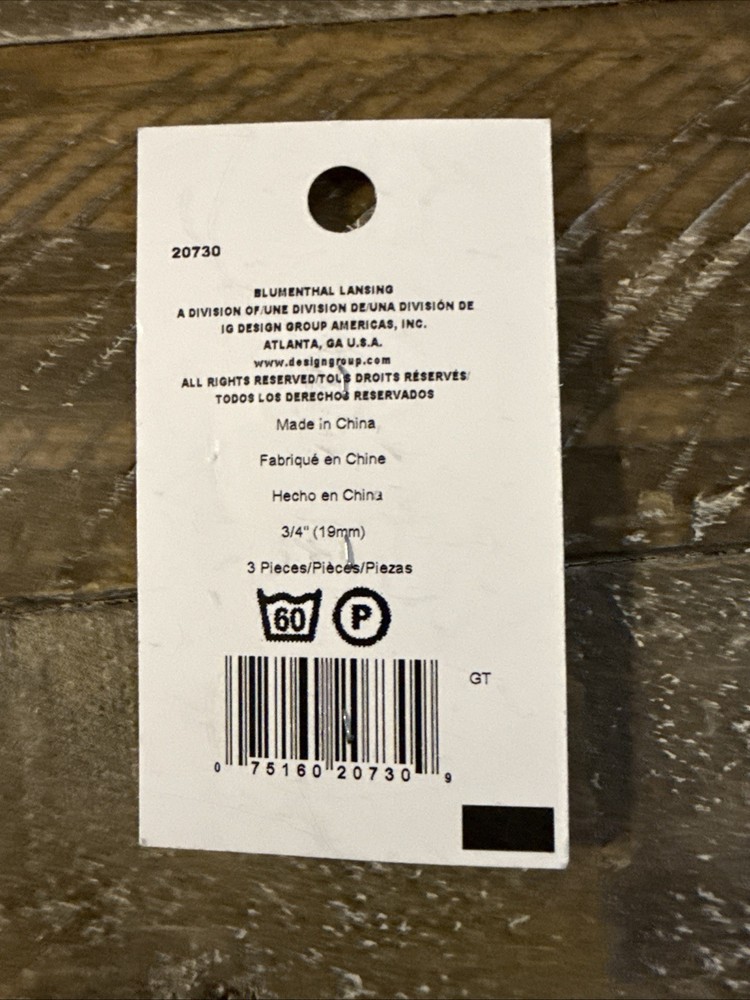 20730
BLUMENTHAL LANSING
A DIVISION OF/UNE DIVISION DE/UNA DIVISIÓN DE
IG DESIGN GROUP AMERICAS, INC.
ATLANTA, GA U.S.A.
www.designgroup.com
ALL RIGHTS RESERVED/TOUS DROITS RÉSERVÉS/
TODOS LOS DERECHOS RESERVADOS
Made in China
Fabriqué en Chine
Hecho en China
3/4" (19mm)
3 Pieces/Pièces/Piezas
60 P
GT
0 75160 20730 9